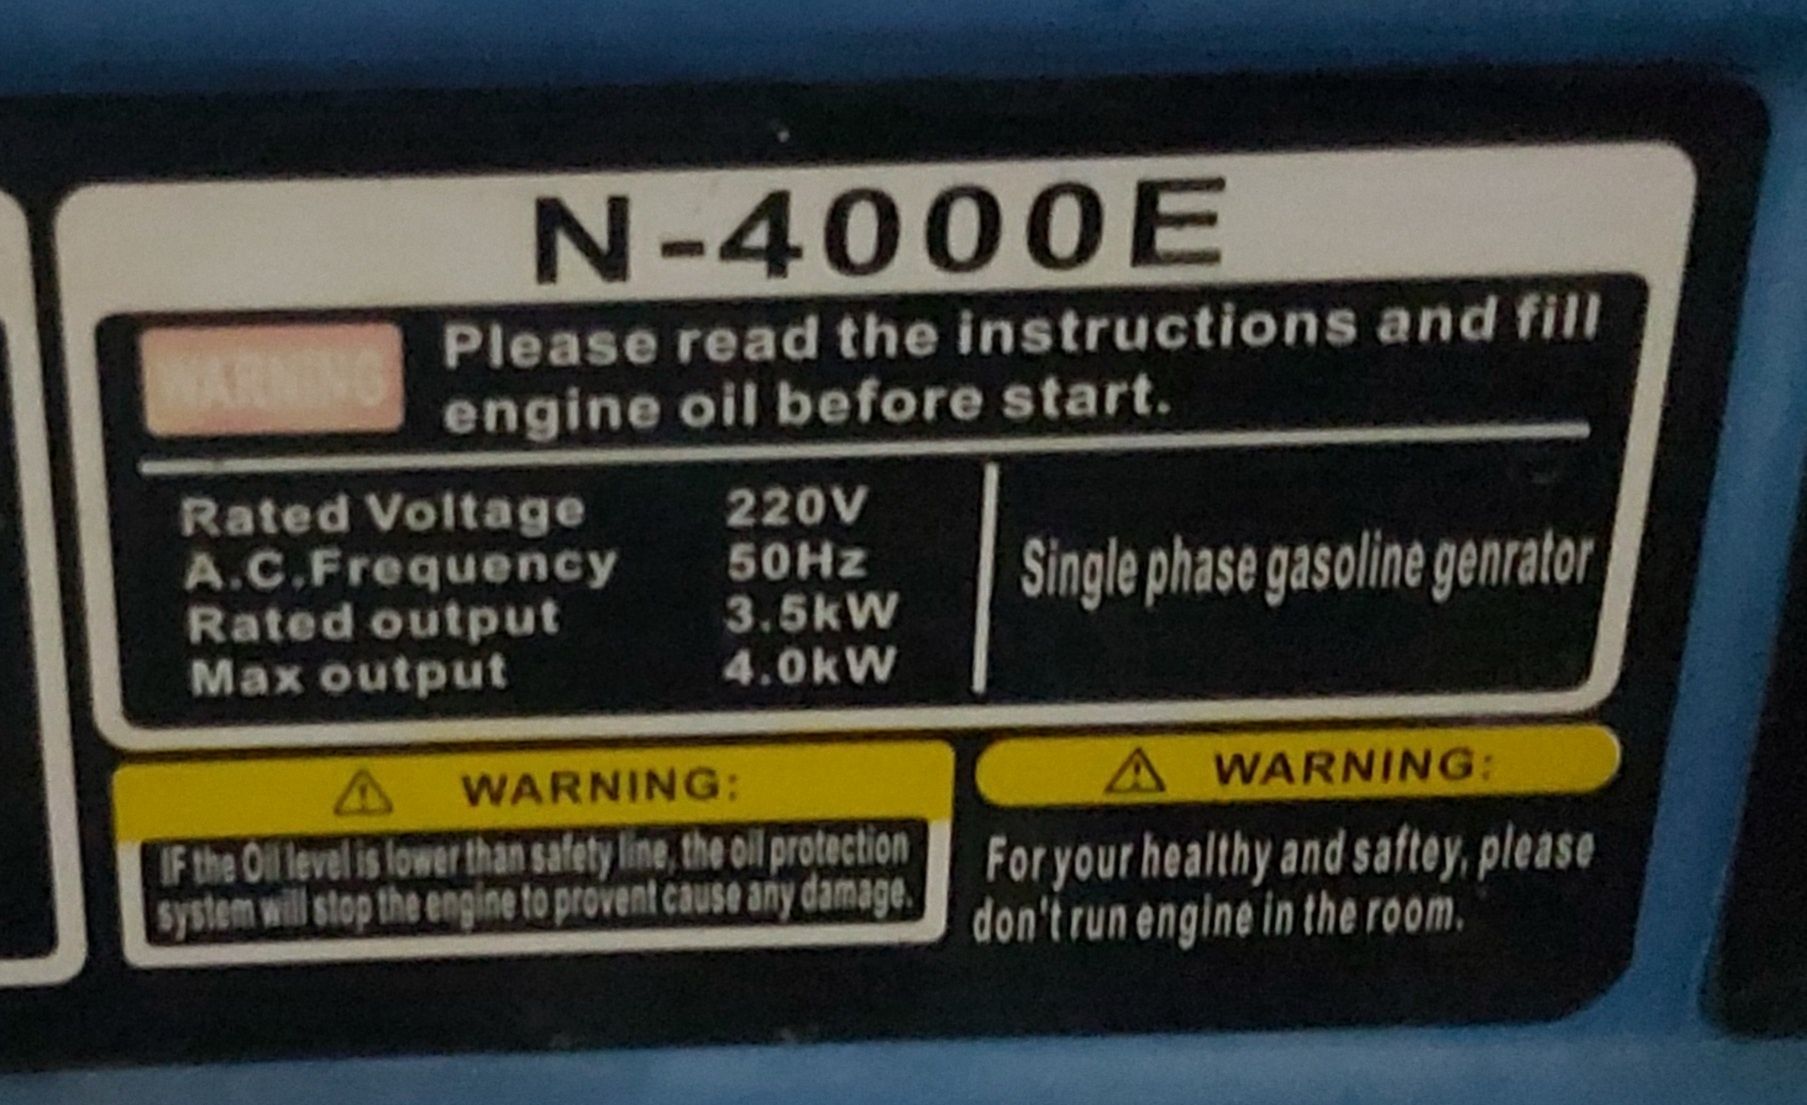 N-4000E
WARNING
Please read the instructions and fill
engine oil before start.
Rated Voltage 220V
A.C.Frequency 50Hz
Rated output 3.5kW
Max output 4.0kW
Single phase gasoline genrator
WARNING:
IF the Oil level is lower than safety line, the oil protection
system will stop the engine to provent cause any damage.
WARNING:
For your healthy and saftey, please
don't run engine in the room.